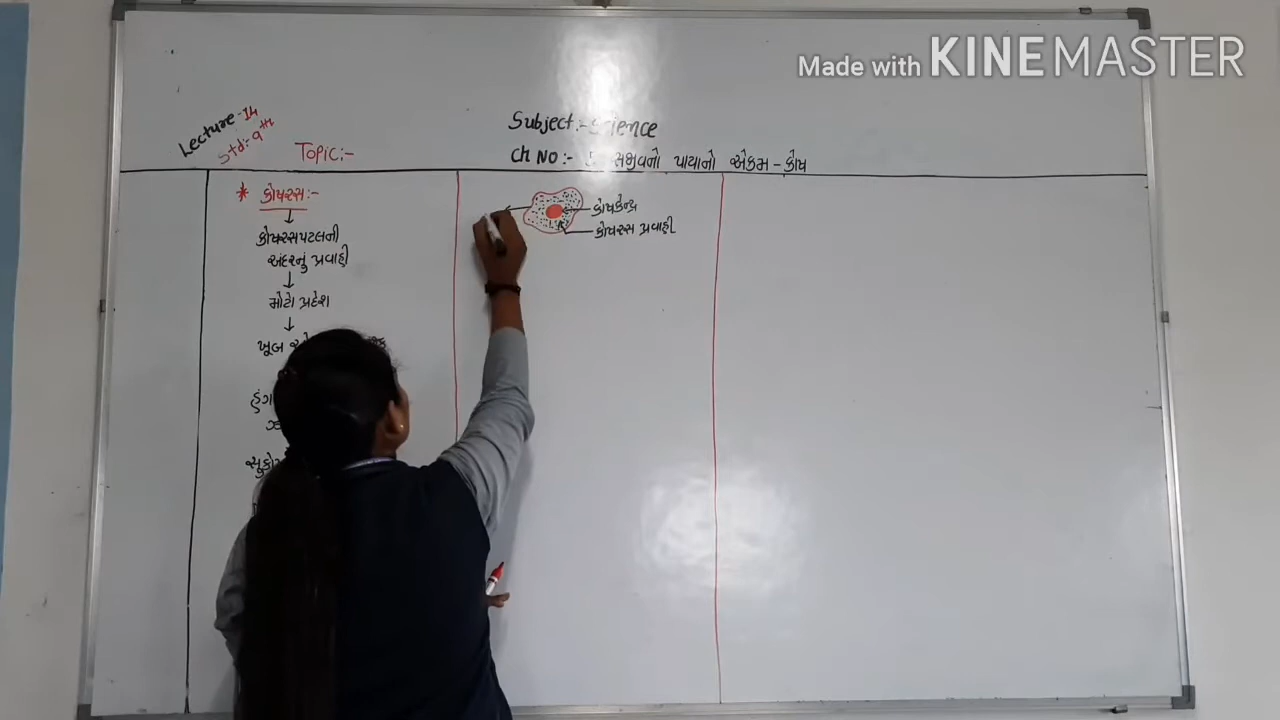 Made with KINEMASTER
Lecture-14
Std:-9th
Topic:-
Subject:- Science
Ch No:- 5 સજીવનો પાયાનો એકમ - કોષ
* કોષરસ:-
કોષરસપટલની
અંદરનું પ્રવાહી
મોટો પ્રદેશ
ખૂબ
કોષકેન્દ્ર
કોષરસ પ્રવાહી